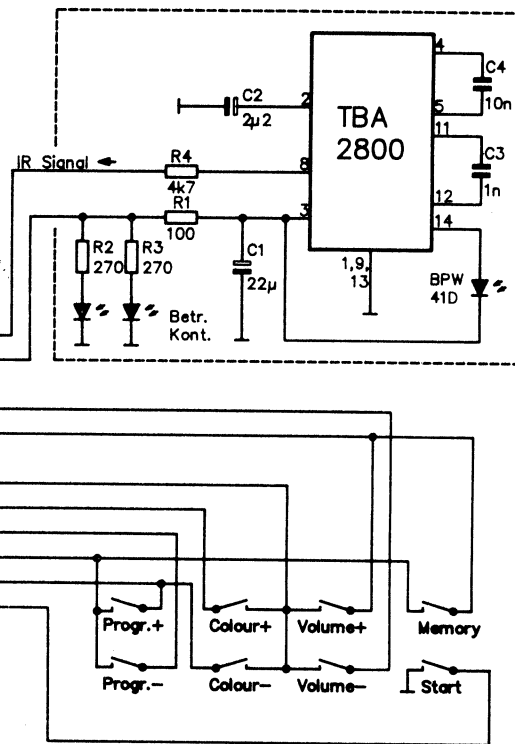 4
C4
10n
C2
2µ2
2
TBA
2800
5
11
IR Signal
R4
4k7
8
C3
1n
R1
100
3
12
14
R2
270
R3
270
C1
22µ
1,9,
13
BPW
41D
Betr.
Kont.
Progr.+
Colour+
Volume+
Memory
Progr.-
Colour-
Volume-
Start